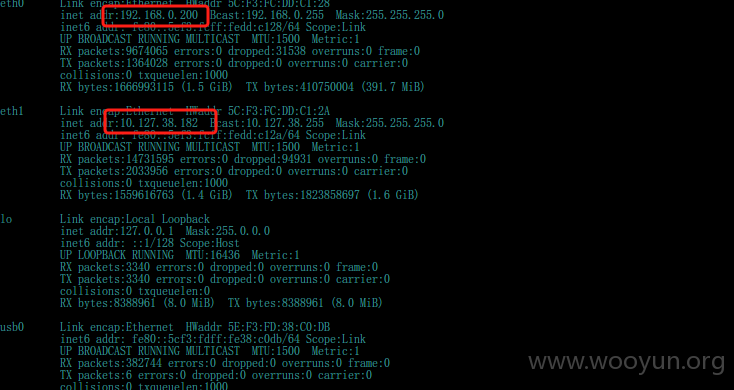 eth0 Link encap:Ethernet HWaddr 5C:F3:FC:DD:C1:28
inet addr:192.168.0.200 Bcast:192.168.0.255 Mask:255.255.255.0
inet6 addr: fe80::5ef3:fcff:fedd:c128/64 Scope:Link
UP BROADCAST RUNNING MULTICAST MTU:1500 Metric:1
RX packets:9674065 errors:0 dropped:31538 overruns:0 frame:0
TX packets:1364028 errors:0 dropped:0 overruns:0 carrier:0
collisions:0 txqueuelen:1000
RX bytes:1666993115 (1.5 GiB) TX bytes:410750004 (391.7 MiB)
eth1 Link encap:Ethernet HWaddr 5C:F3:FC:DD:C1:2A
inet addr:10.127.38.182 Bcast:10.127.38.255 Mask:255.255.255.0
inet6 addr: fe80::5ef3:fcff:fedd:c12a/64 Scope:Link
UP BROADCAST RUNNING MULTICAST MTU:1500 Metric:1
RX packets:14731595 errors:0 dropped:94931 overruns:0 frame:0
TX packets:2033956 errors:0 dropped:0 overruns:0 carrier:0
collisions:0 txqueuelen:1000
RX bytes:1559616763 (1.4 GiB) TX bytes:1823858697 (1.6 GiB)
lo Link encap:Local Loopback
inet addr:127.0.0.1 Mask:255.0.0.0
inet6 addr: ::1/128 Scope:Host
UP LOOPBACK RUNNING MTU:16436 Metric:1
RX packets:3340 errors:0 dropped:0 overruns:0 frame:0
TX packets:3340 errors:0 dropped:0 overruns:0 carrier:0
collisions:0 txqueuelen:0
RX bytes:8388961 (8.0 MiB) TX bytes:8388961 (8.0 MiB)
usb0 Link encap:Ethernet HWaddr 5E:F3:FD:38:C0:DB
inet6 addr: fe80::5cf3:fdff:fe38:c0db/64 Scope:Link
UP BROADCAST RUNNING MULTICAST MTU:1500 Metric:1
RX packets:382744 errors:0 dropped:0 overruns:0 frame:0
TX packets:6 errors:0 dropped:0 overruns:0 carrier:0
collisions:0 txqueuelen:1000
www.wooyun.org